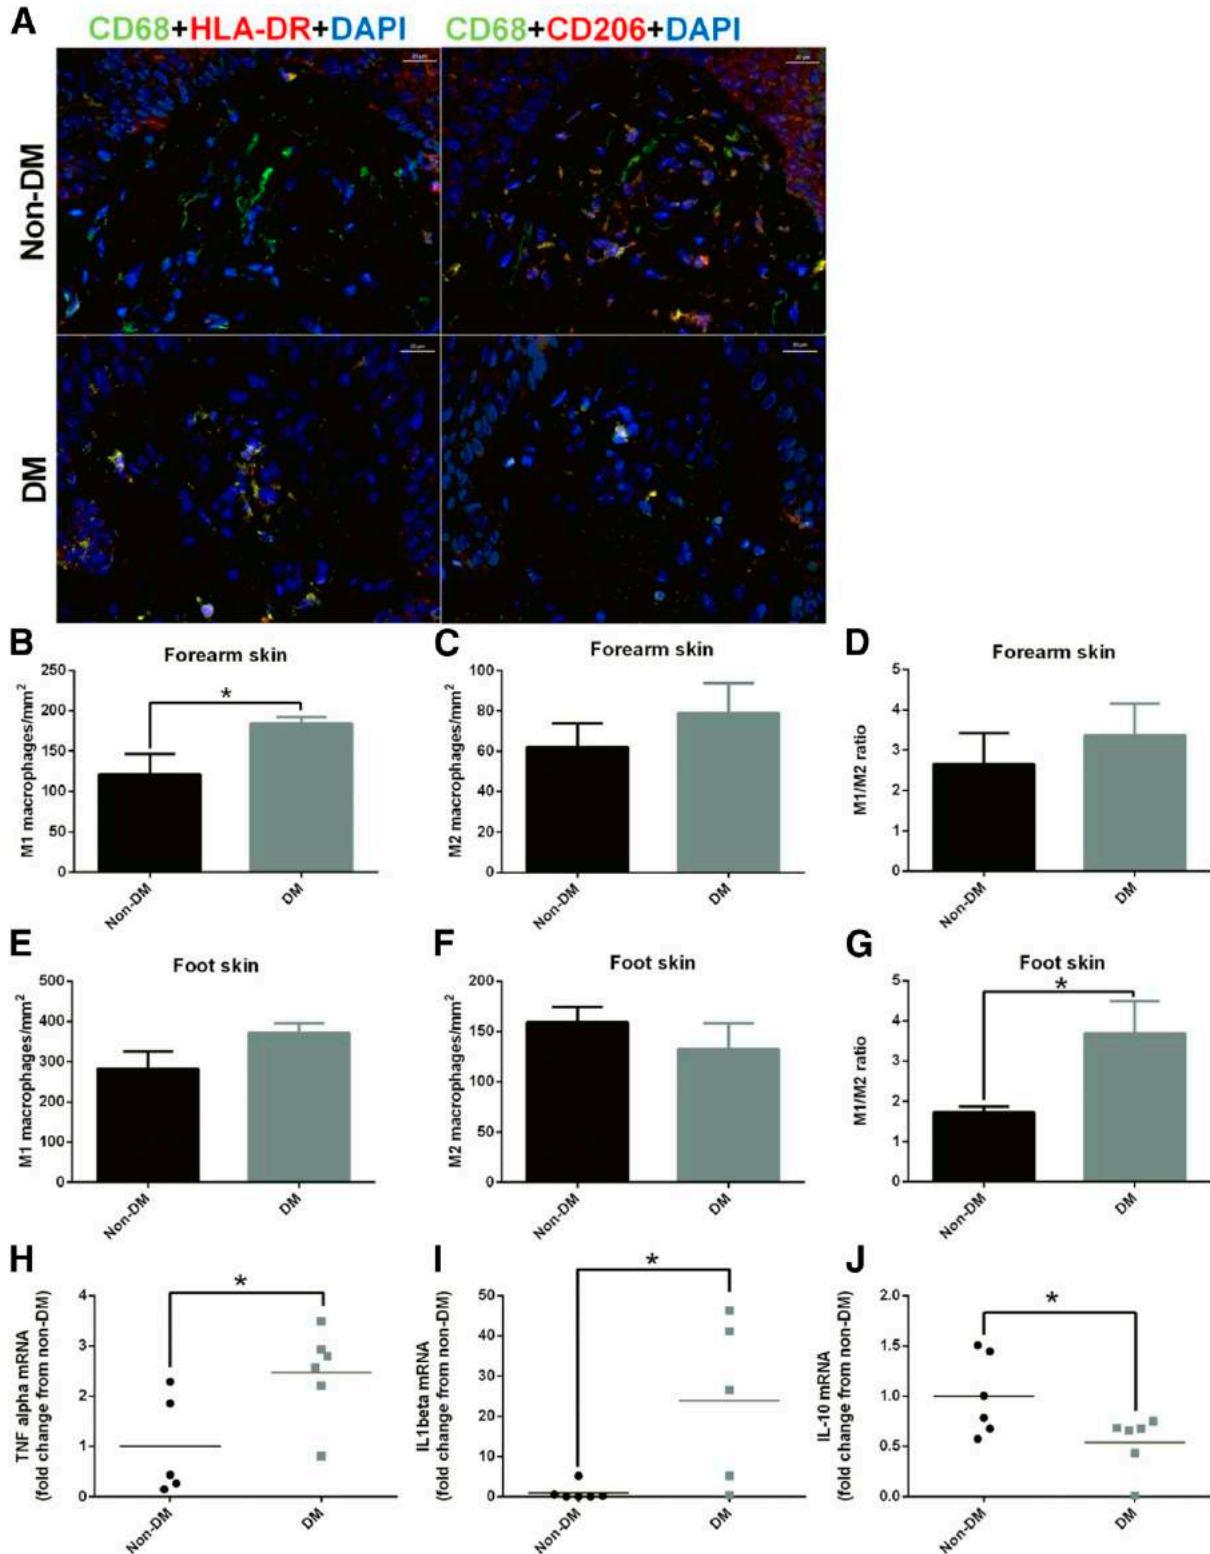 A
CD68+HLA-DR+DAPI CD68+CD206+DAPI
Non-DM
20 µm
DM
B
Forearm skin
M1 macrophages/mm2
250
200
150
100
50
0
*
Non-DM
DM
C
Forearm skin
M2 macrophages/mm2
100
80
60
40
20
0
Non-DM
DM
D
Forearm skin
M1/M2 ratio
5
4
3
2
1
0
Non-DM
DM
E
Foot skin
M1 macrophages/mm2
500
400
300
200
100
0
Non-DM
DM
F
Foot skin
M2 macrophages/mm2
200
150
100
50
0
Non-DM
DM
G
Foot skin
M1/M2 ratio
5
4
3
2
1
0
*
Non-DM
DM
H
TNF alpha mRNA
(fold change from non-DM)
4
3
2
1
0
*
Non-DM
DM
I
IL1beta mRNA
(fold change from non-DM)
50
40
30
20
10
0
*
Non-DM
DM
J
IL-10 mRNA
(fold change from non-DM)
2.0
1.5
1.0
0.5
0.0
*
Non-DM
DM